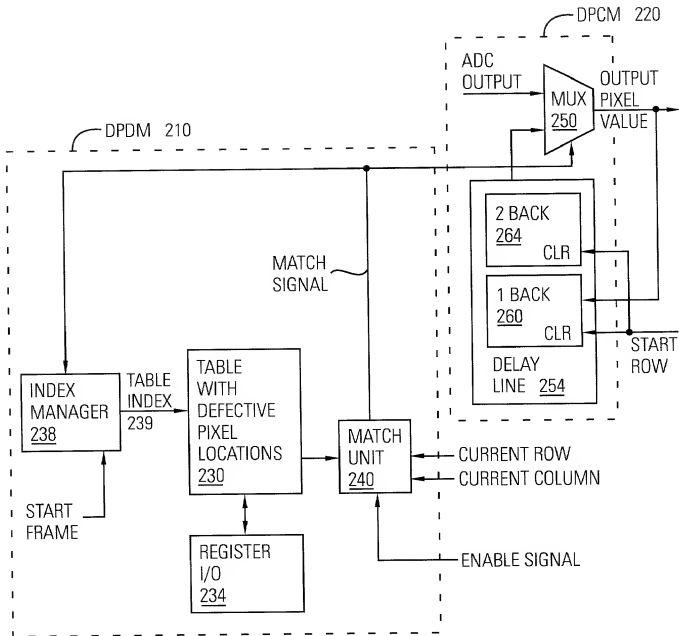 DPCM 220
ADC
OUTPUT
MUX
250
OUTPUT
PIXEL
VALUE
DPDM 210
2 BACK
264
CLR
MATCH
SIGNAL
1 BACK
260
CLR
START
ROW
DELAY
LINE 254
INDEX
MANAGER
238
TABLE
INDEX
239
TABLE
WITH
DEFECTIVE
PIXEL
LOCATIONS
230
MATCH
UNIT
240
CURRENT ROW
CURRENT COLUMN
START
FRAME
REGISTER
I/O
234
ENABLE SIGNAL